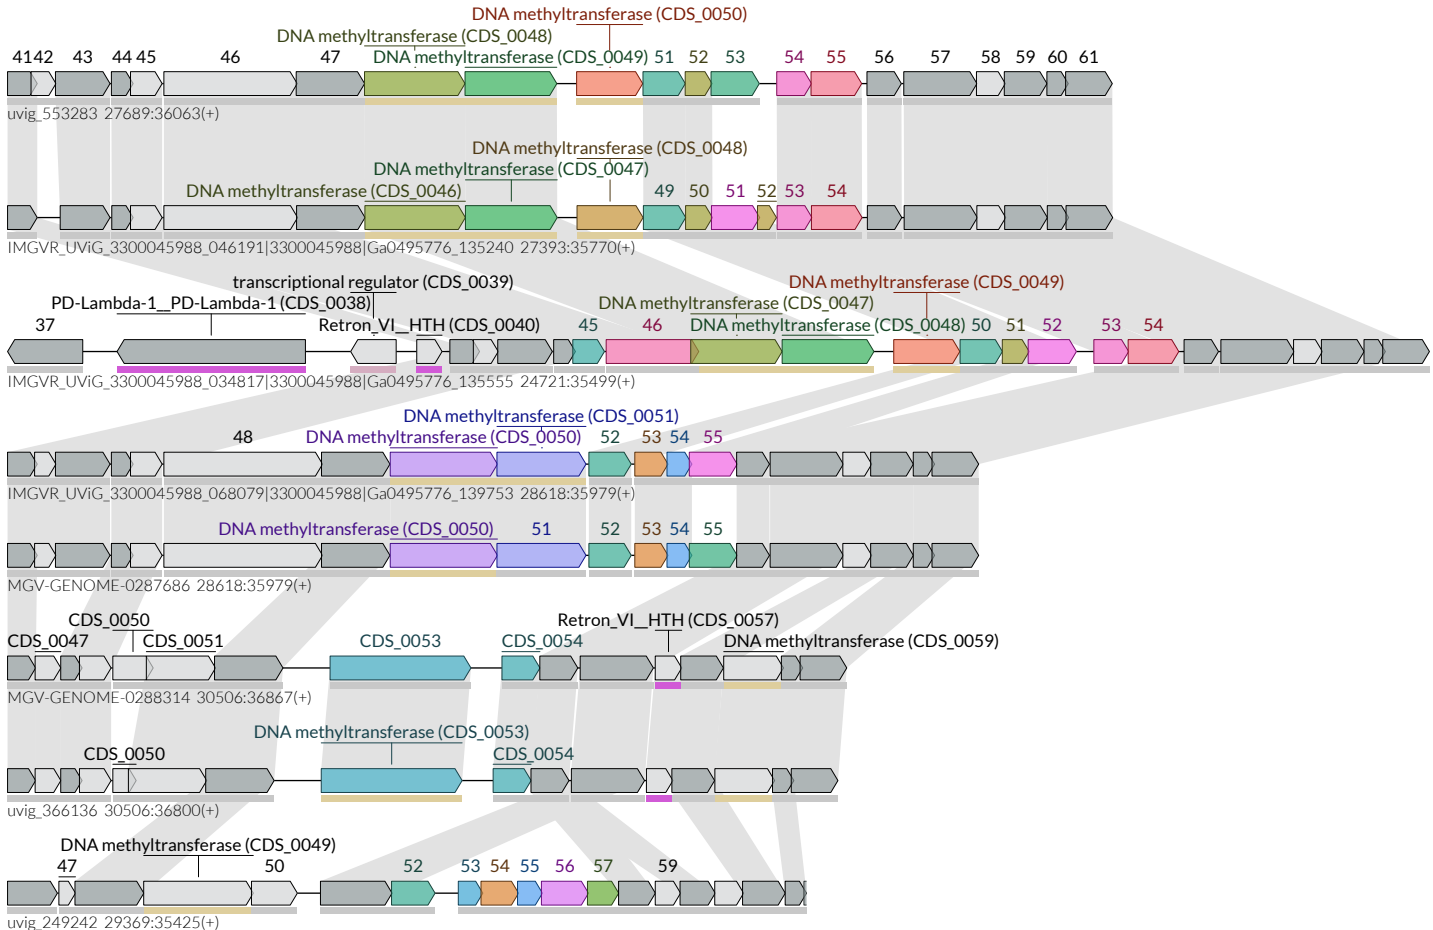 DNA methyltransferase (CDS_0050)
DNA methyltransferase (CDS_0048)
41 42 43 44 45 46 47 DNA methyltransferase (CDS_0049) 51 52 53 54 55 56 57 58 59 60 61
uvig_553283 27689:36063(+)
DNA methyltransferase (CDS_0048)
DNA methyltransferase (CDS_0047)
DNA methyltransferase (CDS_0046) 49 50 51 52 53 54
IMGVR_UViG_3300045988_046191|3300045988|Ga0495776_135240 27393:35770(+)
transcriptional regulator (CDS_0039) DNA methyltransferase (CDS_0049)
PD-Lambda-1__PD-Lambda-1 (CDS_0038) DNA methyltransferase (CDS_0047)
37 Retron_VI__HTH (CDS_0040) 45 46 DNA methyltransferase (CDS_0048) 50 51 52 53 54
IMGVR_UViG_3300045988_034817|3300045988|Ga0495776_135555 24721:35499(+)
DNA methyltransferase (CDS_0051)
48 DNA methyltransferase (CDS_0050) 52 53 54 55
IMGVR_UViG_3300045988_068079|3300045988|Ga0495776_139753 28618:35979(+)
DNA methyltransferase (CDS_0050) 51 52 53 54 55
MGV-GENOME-0287686 28618:35979(+)
CDS_0050 Retron_VI__HTH (CDS_0057)
CDS_0047 CDS_0051 CDS_0053 CDS_0054 DNA methyltransferase (CDS_0059)
MGV-GENOME-0288314 30506:36867(+)
DNA methyltransferase (CDS_0053)
CDS_0050 CDS_0054
uvig_366136 30506:36800(+)
DNA methyltransferase (CDS_0049)
47 50 52 53 54 55 56 57 59
uvig_249242 29369:35425(+)